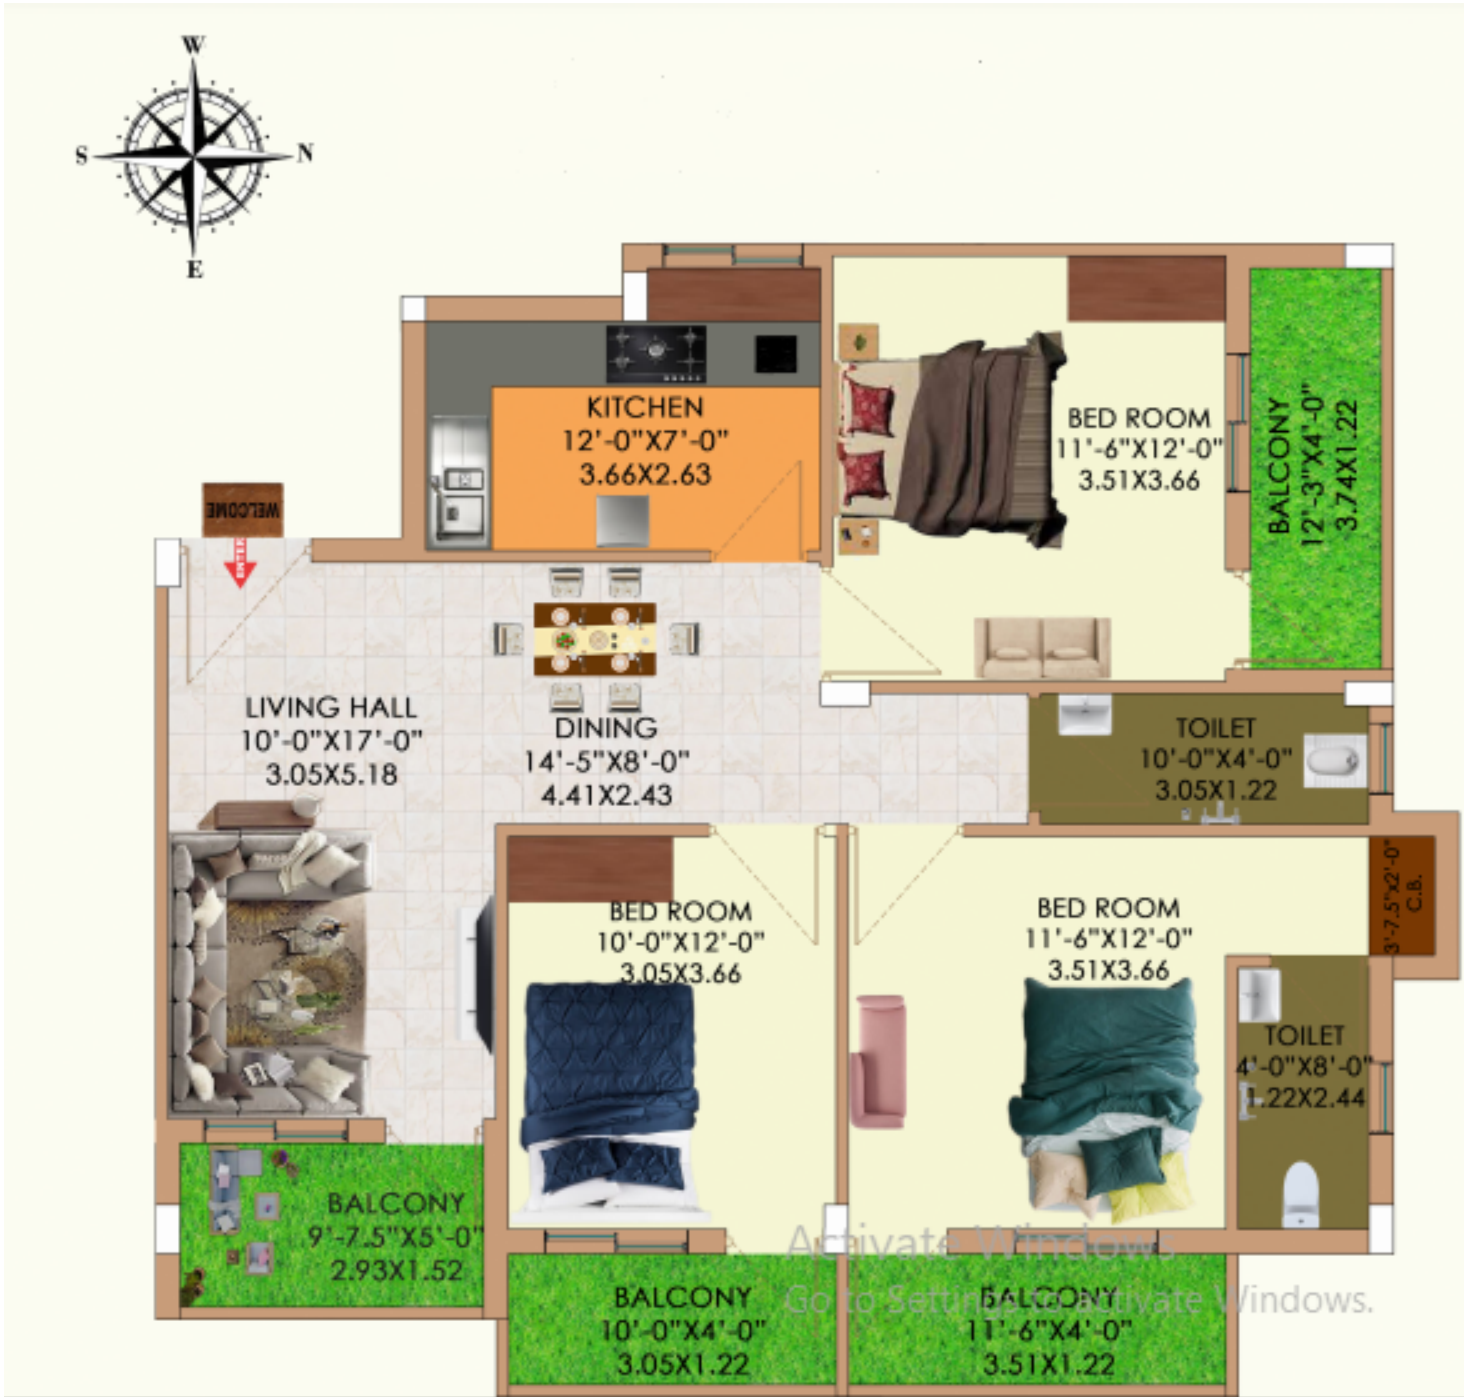 W
S
N
E
KITCHEN
12'-0"X7'-0"
3.66X2.63
BED ROOM
11'-6"X12'-0"
3.51X3.66
BALCONY
12'-3"X4'-0"
3.74X1.22
WELCOME
ENTER
LIVING HALL
10'-0"X17'-0"
3.05X5.18
DINING
14'-5"X8'-0"
4.41X2.43
TOILET
10'-0"X4'-0"
3.05X1.22
BED ROOM
10'-0"X12'-0"
3.05X3.66
BED ROOM
11'-6"X12'-0"
3.51X3.66
3'-7.5"x2'-0"
C.B.
TOILET
4'-0"X8'-0"
1.22X2.44
BALCONY
9'-7.5"X5'-0"
2.93X1.52
BALCONY
10'-0"X4'-0"
3.05X1.22
BALCONY
11'-6"X4'-0"
3.51X1.22
Activate Windows
Go to Settings to activate Windows.